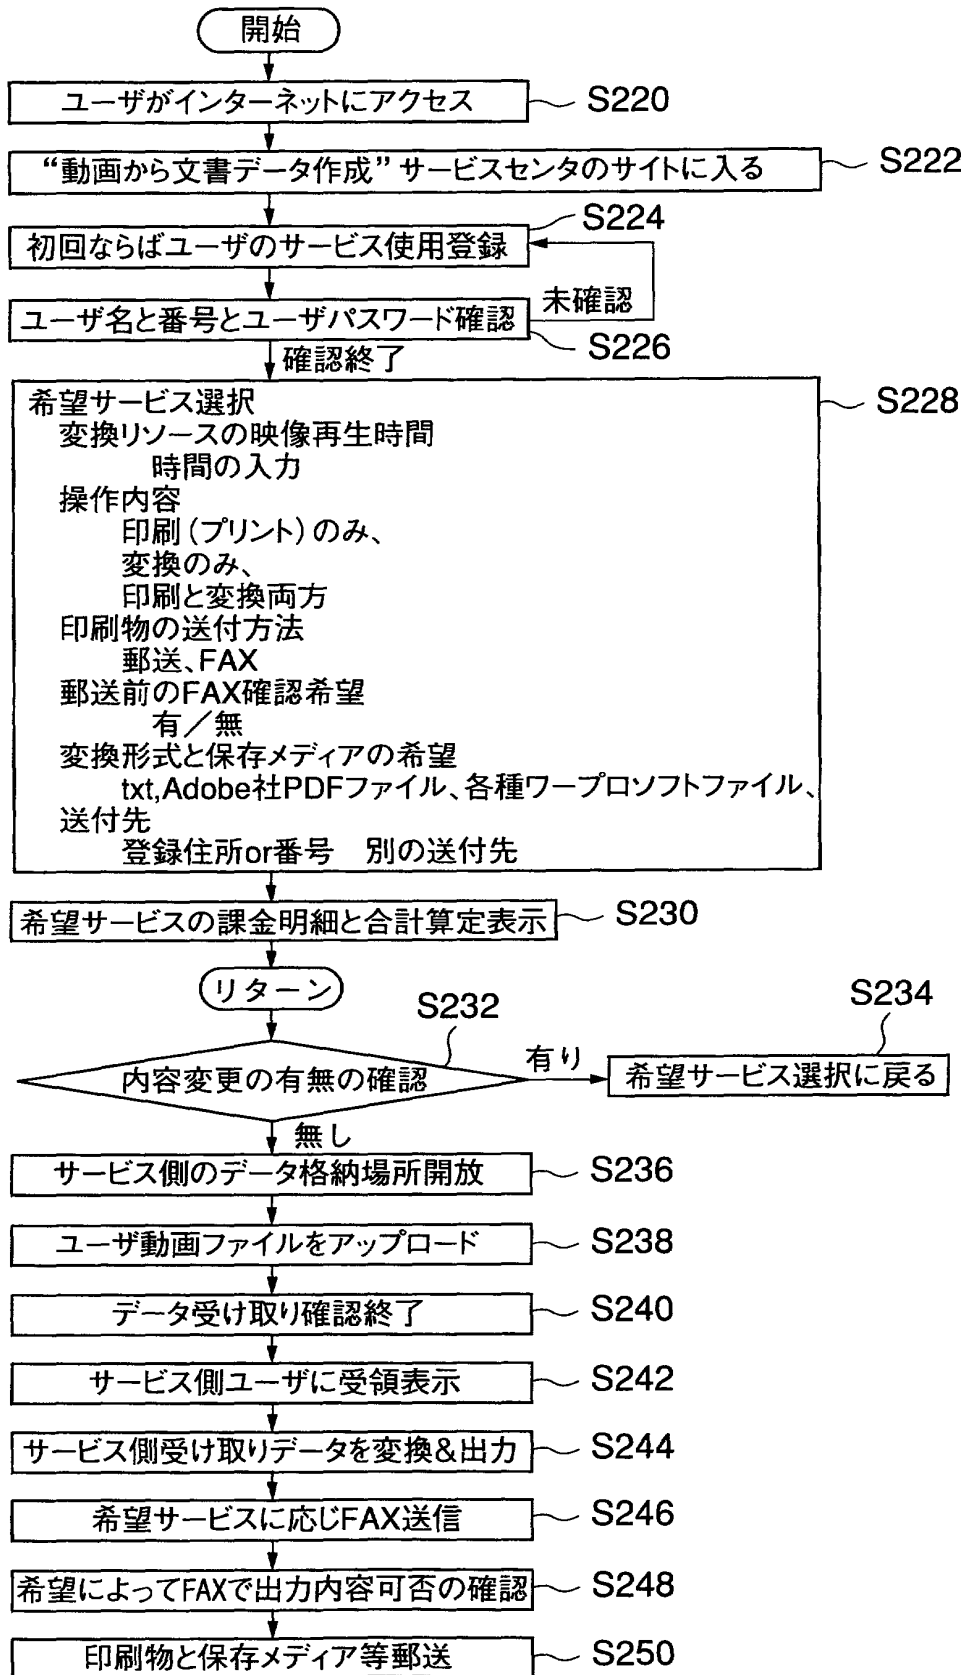 開始
ユーザがインターネットにアクセス S220
“動画から文書データ作成”サービスセンタのサイトに入る S222
S224
初回ならばユーザのサービス使用登録
未確認
ユーザ名と番号とユーザパスワード確認
S226
確認終了
希望サービス選択 S228
変換リソースの映像再生時間
時間の入力
操作内容
印刷(プリント)のみ、
変換のみ、
印刷と変換両方
印刷物の送付方法
郵送、FAX
郵送前のFAX確認希望
有/無
変換形式と保存メディアの希望
txt,Adobe社PDFファイル、各種ワープロソフトファイル、
送付先
登録住所or番号 別の送付先
希望サービスの課金明細と合計算定表示 S230
リターン
S232
S234
内容変更の有無の確認 有り 希望サービス選択に戻る
無し
サービス側のデータ格納場所開放 S236
ユーザ動画ファイルをアップロード S238
データ受け取り確認終了 S240
サービス側ユーザに受領表示 S242
サービス側受け取りデータを変換&出力 S244
希望サービスに応じFAX送信 S246
希望によってFAXで出力内容可否の確認 S248
印刷物と保存メディア等郵送 S250